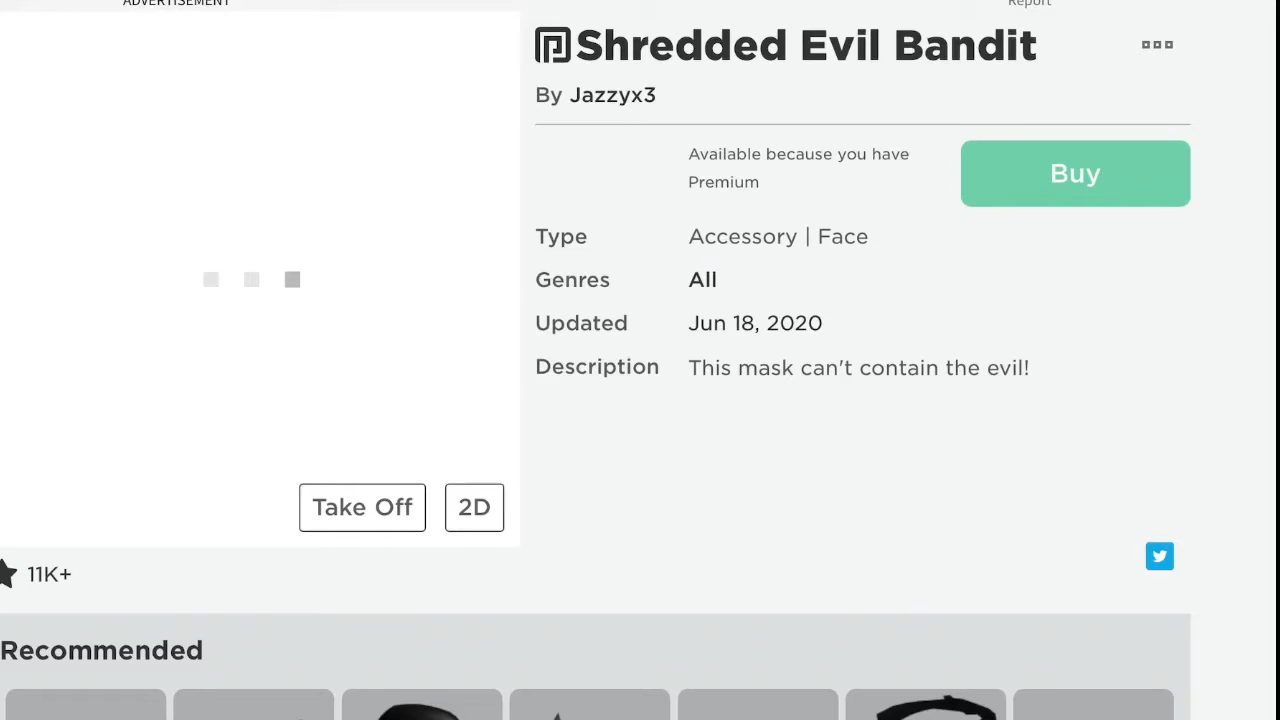 ADVERTISEMENT
Report
Shredded Evil Bandit
By Jazzyx3
Available because you have
Premium
Buy
Type Accessory | Face
Genres All
Updated Jun 18, 2020
Description This mask can't contain the evil!
Take Off 2D
11K+
Recommended